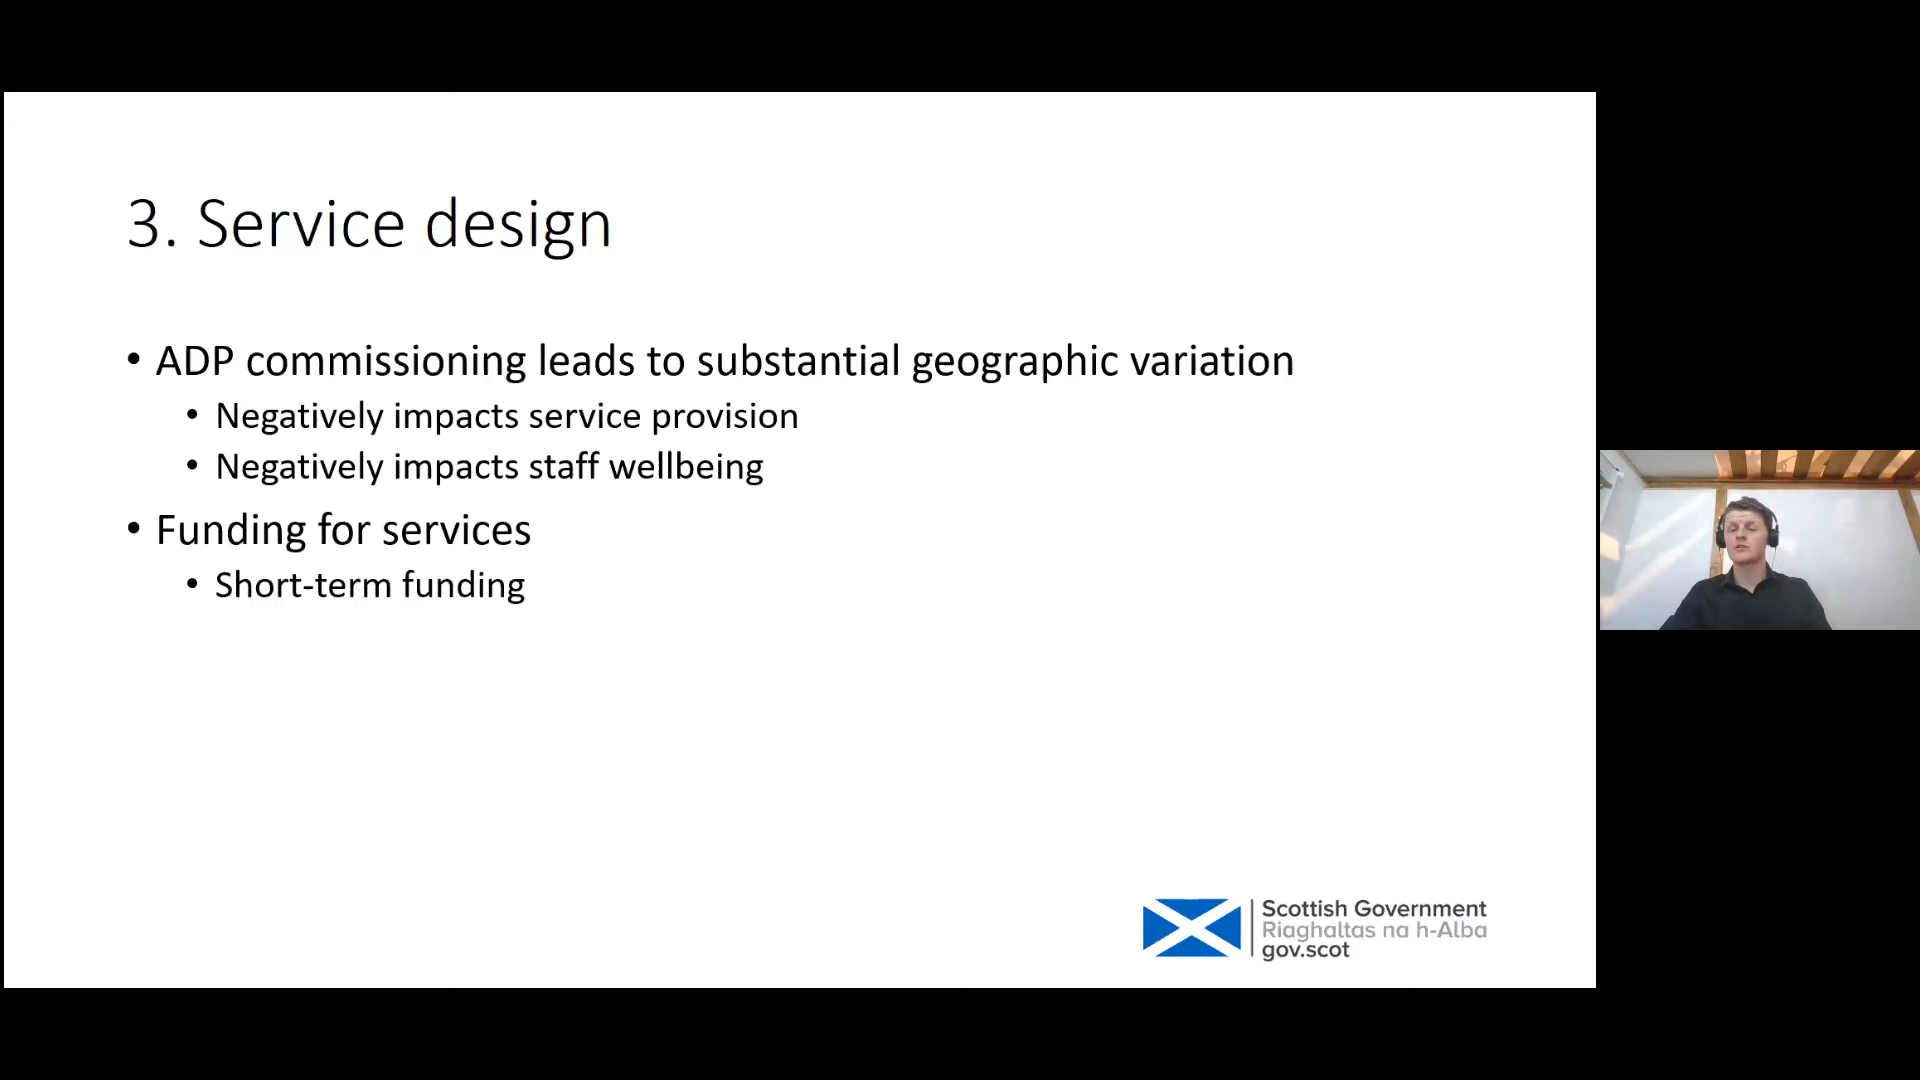 3. Service design
• ADP commissioning leads to substantial geographic variation
• Negatively impacts service provision
• Negatively impacts staff wellbeing
• Funding for services
• Short-term funding
Scottish Government
Riaghaltas na h-Alba
gov.scot